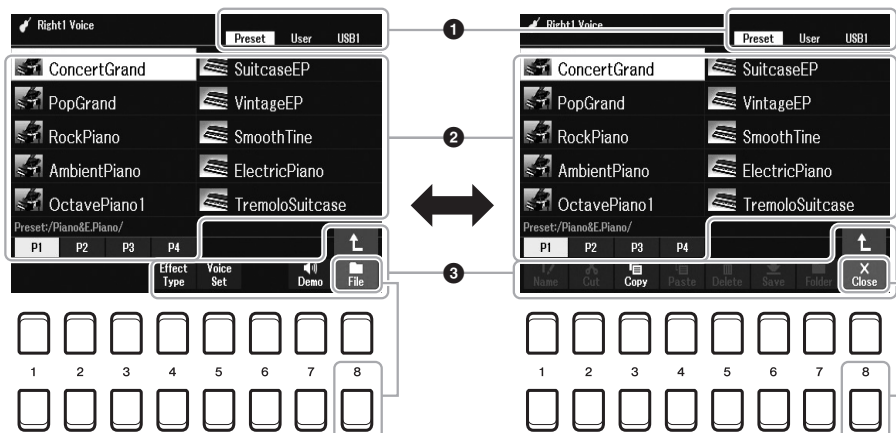 Right1 Voice
Preset User USB1
ConcertGrand SuitcaseEP
PopGrand VintageEP
RockPiano SmoothTine
AmbientPiano ElectricPiano
OctavePiano1 TremoloSuitcase
Preset:/Piano&E.Piano/
P1 P2 P3 P4
Effect Type Voice Set Demo File
1 2 3 4 5 6 7 8
1
2
3
Right1 Voice
Preset User USB1
ConcertGrand SuitcaseEP
PopGrand VintageEP
RockPiano SmoothTine
AmbientPiano ElectricPiano
OctavePiano1 TremoloSuitcase
Preset:/Piano&E.Piano/
P1 P2 P3 P4
Name Cut Copy Paste Delete Save Folder Close
1 2 3 4 5 6 7 8